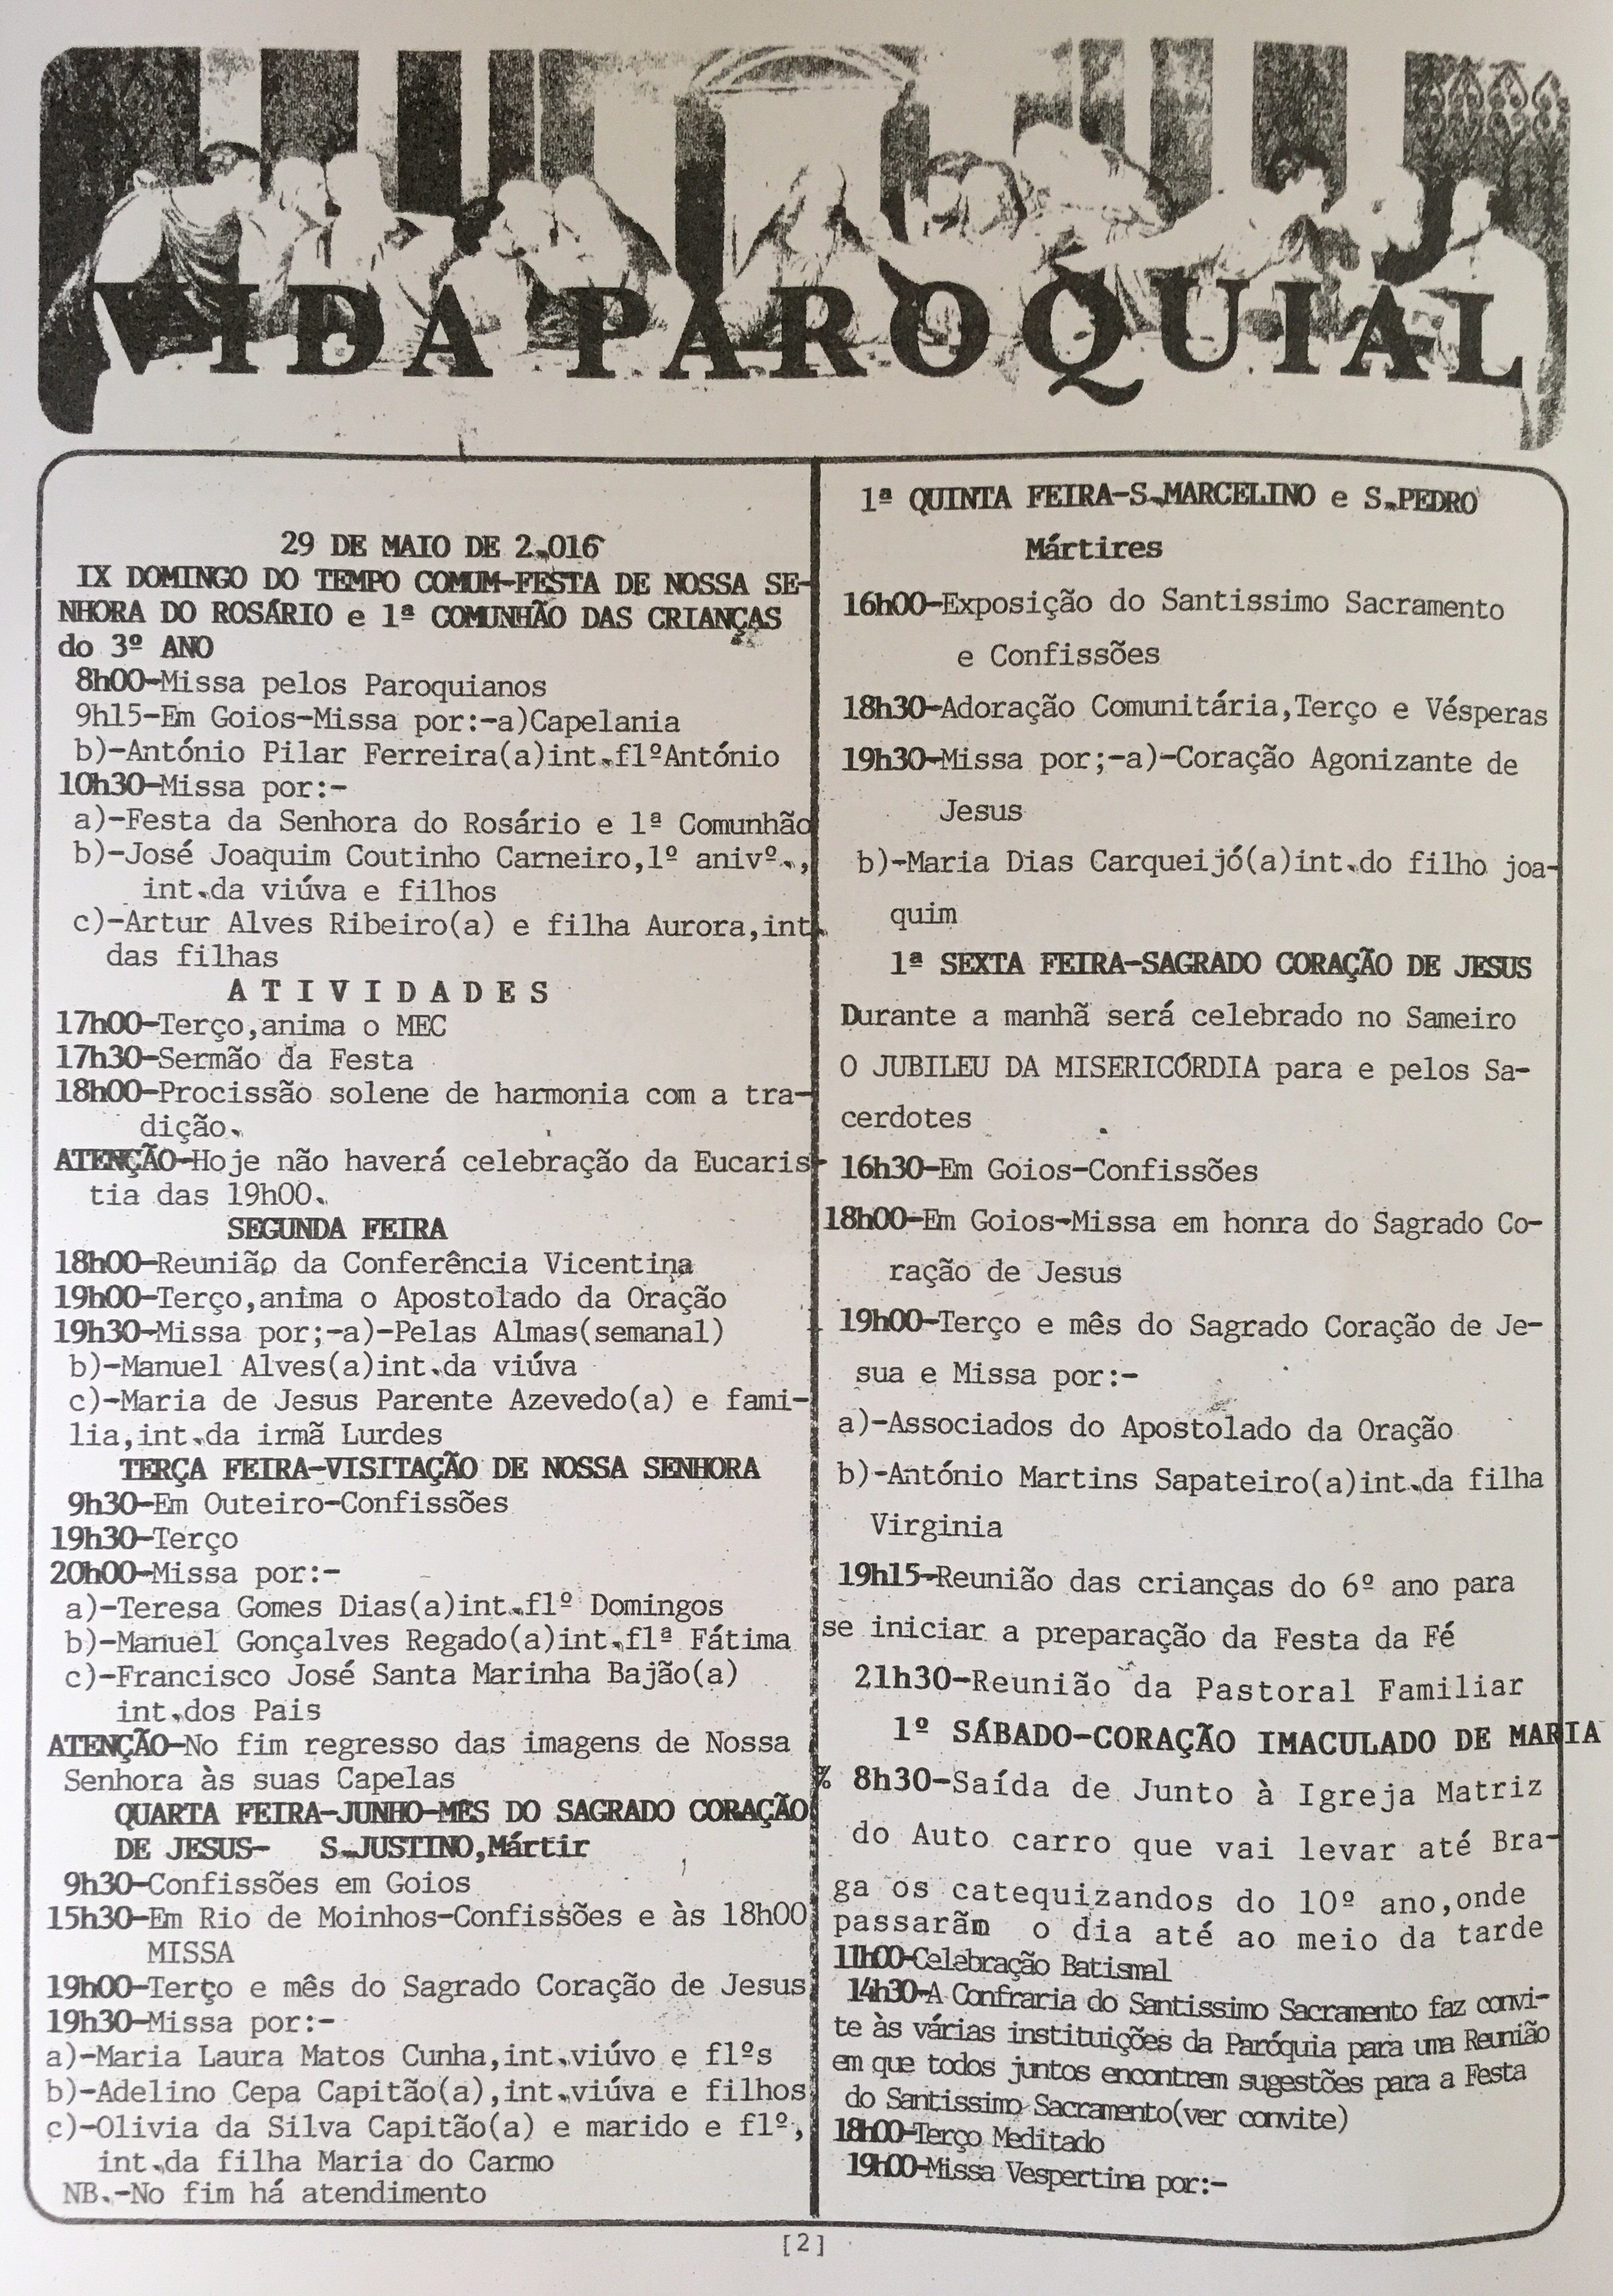 VIDA PAROQUIAL
29 DE MAIO DE 2.016
IX DOMINGO DO TEMPO COMUM-FESTA DE NOSSA SE-
NHORA DO ROSÁRIO e 1ª COMUNHÃO DAS CRIANÇAS
do 3º ANO
8h00-Missa pelos Paroquianos
9h15-Em Goios-Missa por:-a)Capelania
b)-António Pilar Ferreira(a)int.flºAntónio
10h30-Missa por:-
a)-Festa da Senhora do Rosário e 1ª Comunhão
b)-José Joaquim Coutinho Carneiro,1º anivº.,
int.da viúva e filhos
c)-Artur Alves Ribeiro(a) e filha Aurora,int.
das filhas
A T I V I D A D E S
17h00-Terço,anima o MEC
17h30-Sermão da Festa
18h00-Procissão solene de harmonia com a tra-
dição.
ATENÇÃO-Hoje não haverá celebração da Eucaris-
tia das 19h00.
SEGUNDA FEIRA
18h00-Reunião da Conferência Vicentina
19h00-Terço,anima o Apostolado da Oração
19h30-Missa por;-a)-Pelas Almas(semanal)
b)-Manuel Alves(a)int.da viúva
c)-Maria de Jesus Parente Azevedo(a) e fami-
lia,int.da irmã Lurdes
TERÇA FEIRA-VISITAÇÃO DE NOSSA SENHORA
9h30-Em Outeiro-Confissões
19h30-Terço
20h00-Missa por:-
a)-Teresa Gomes Dias(a)int.flº Domingos
b)-Manuel Gonçalves Regado(a)int.flª Fátima
c)-Francisco José Santa Marinha Bajão(a)
int.dos Pais
ATENÇÃO-No fim regresso das imagens de Nossa
Senhora às suas Capelas
QUARTA FEIRA-JUNHO-MÊS DO SAGRADO CORAÇÃO
DE JESUS- S.JUSTINO,Mártir
9h30-Confissões em Goios
15h30-Em Rio de Moinhos-Confissões e às 18h00
MISSA
19h00-Terço e mês do Sagrado Coração de Jesus
19h30-Missa por:-
a)-Maria Laura Matos Cunha,int.viúvo e flºs
b)-Adelino Cepa Capitão(a),int.viúva e filhos
c)-Olivia da Silva Capitão(a) e marido e flº,
int.da filha Maria do Carmo
NB.-No fim há atendimento
1ª QUINTA FEIRA-S.MARCELINO e S.PEDRO
Mártires
16h00-Exposição do Santissimo Sacramento
e Confissões
18h30-Adoração Comunitária,Terço e Vésperas
19h30-Missa por;-a)-Coração Agonizante de
Jesus
b)-Maria Dias Carqueijó(a)int.do filho joa-
quim
1ª SEXTA FEIRA-SAGRADO CORAÇÃO DE JESUS
Durante a manhã será celebrado no Sameiro
O JUBILEU DA MISERICÓRDIA para e pelos Sa-
cerdotes
16h30-Em Goios-Confissões
18h00-Em Goios-Missa em honra do Sagrado Co-
ração de Jesus
19h00-Terço e mês do Sagrado Coração de Je-
sua e Missa por:-
a)-Associados do Apostolado da Oração
b)-António Martins Sapateiro(a)int.da filha
Virginia
19h15-Reunião das crianças do 6º ano para
se iniciar a preparação da Festa da Fé
21h30-Reunião da Pastoral Familiar
1º SÁBADO-CORAÇÃO IMACULADO DE MARIA
% 8h30-Saída de Junto à Igreja Matriz
do Auto carro que vai levar até Bra-
ga os catequizandos do 10º ano,onde
passarãm o dia até ao meio da tarde
11h00-Celebração Batismal
14h30-A Confraria do Santissimo Sacramento faz convi-
te às várias instituições da Paróquia para uma Reunião
em que todos juntos encontrem sugestões para a Festa
do Santissimo Sacramento(ver convite)
18h00-Terço Meditado
19h00-Missa Vespertina por:-
[2]